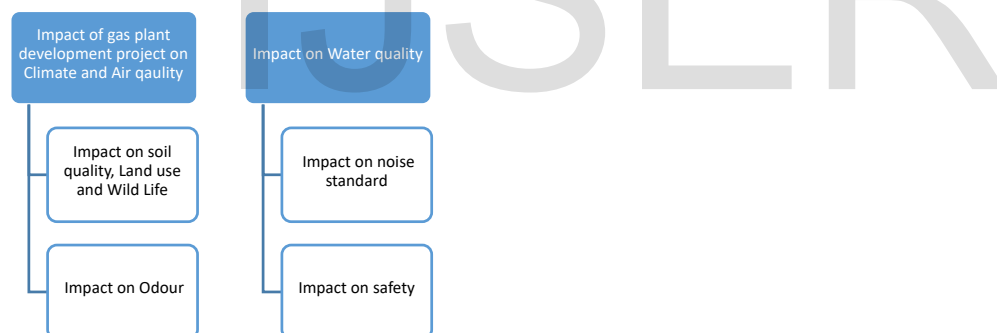 IJSER
Impact of gas plant
development project on
Climate and Air qaulity
Impact on soil
quality, Land use
and Wild Life
Impact on Odour
Impact on Water quality
Impact on noise
standard
Impact on safety